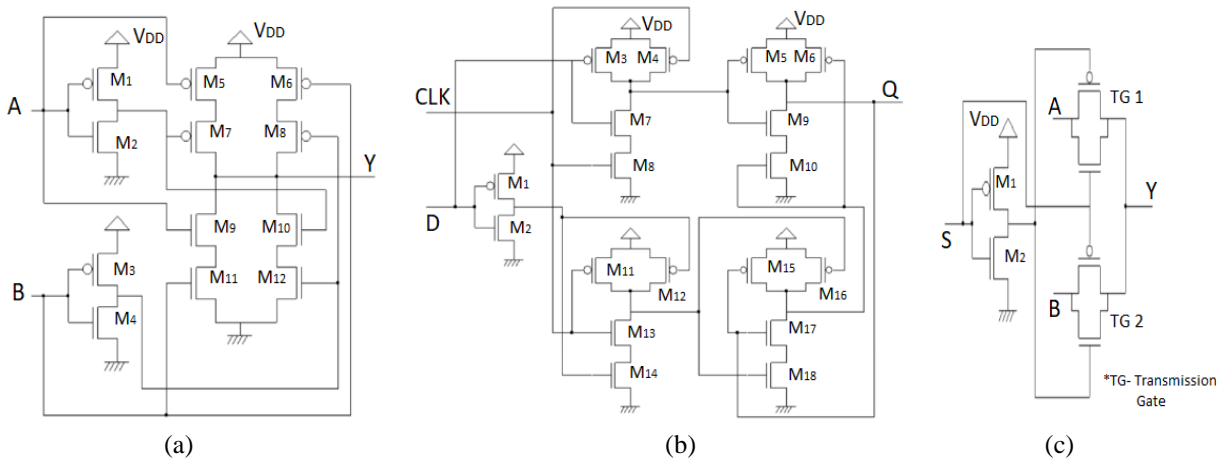 VDD
VDD
M1
M2
M5
M6
M7
M8
A
Y
M9
M10
M3
M4
M11
M12
B
(a)
VDD
VDD
M3
M4
M5
M6
CLK
Q
M7
M8
M9
M10
M1
M2
D
M11
M12
M13
M14
M15
M16
M17
M18
(b)
TG 1
A
VDD
M1
S
M2
Y
B
TG 2
*TG- Transmission
Gate
(c)